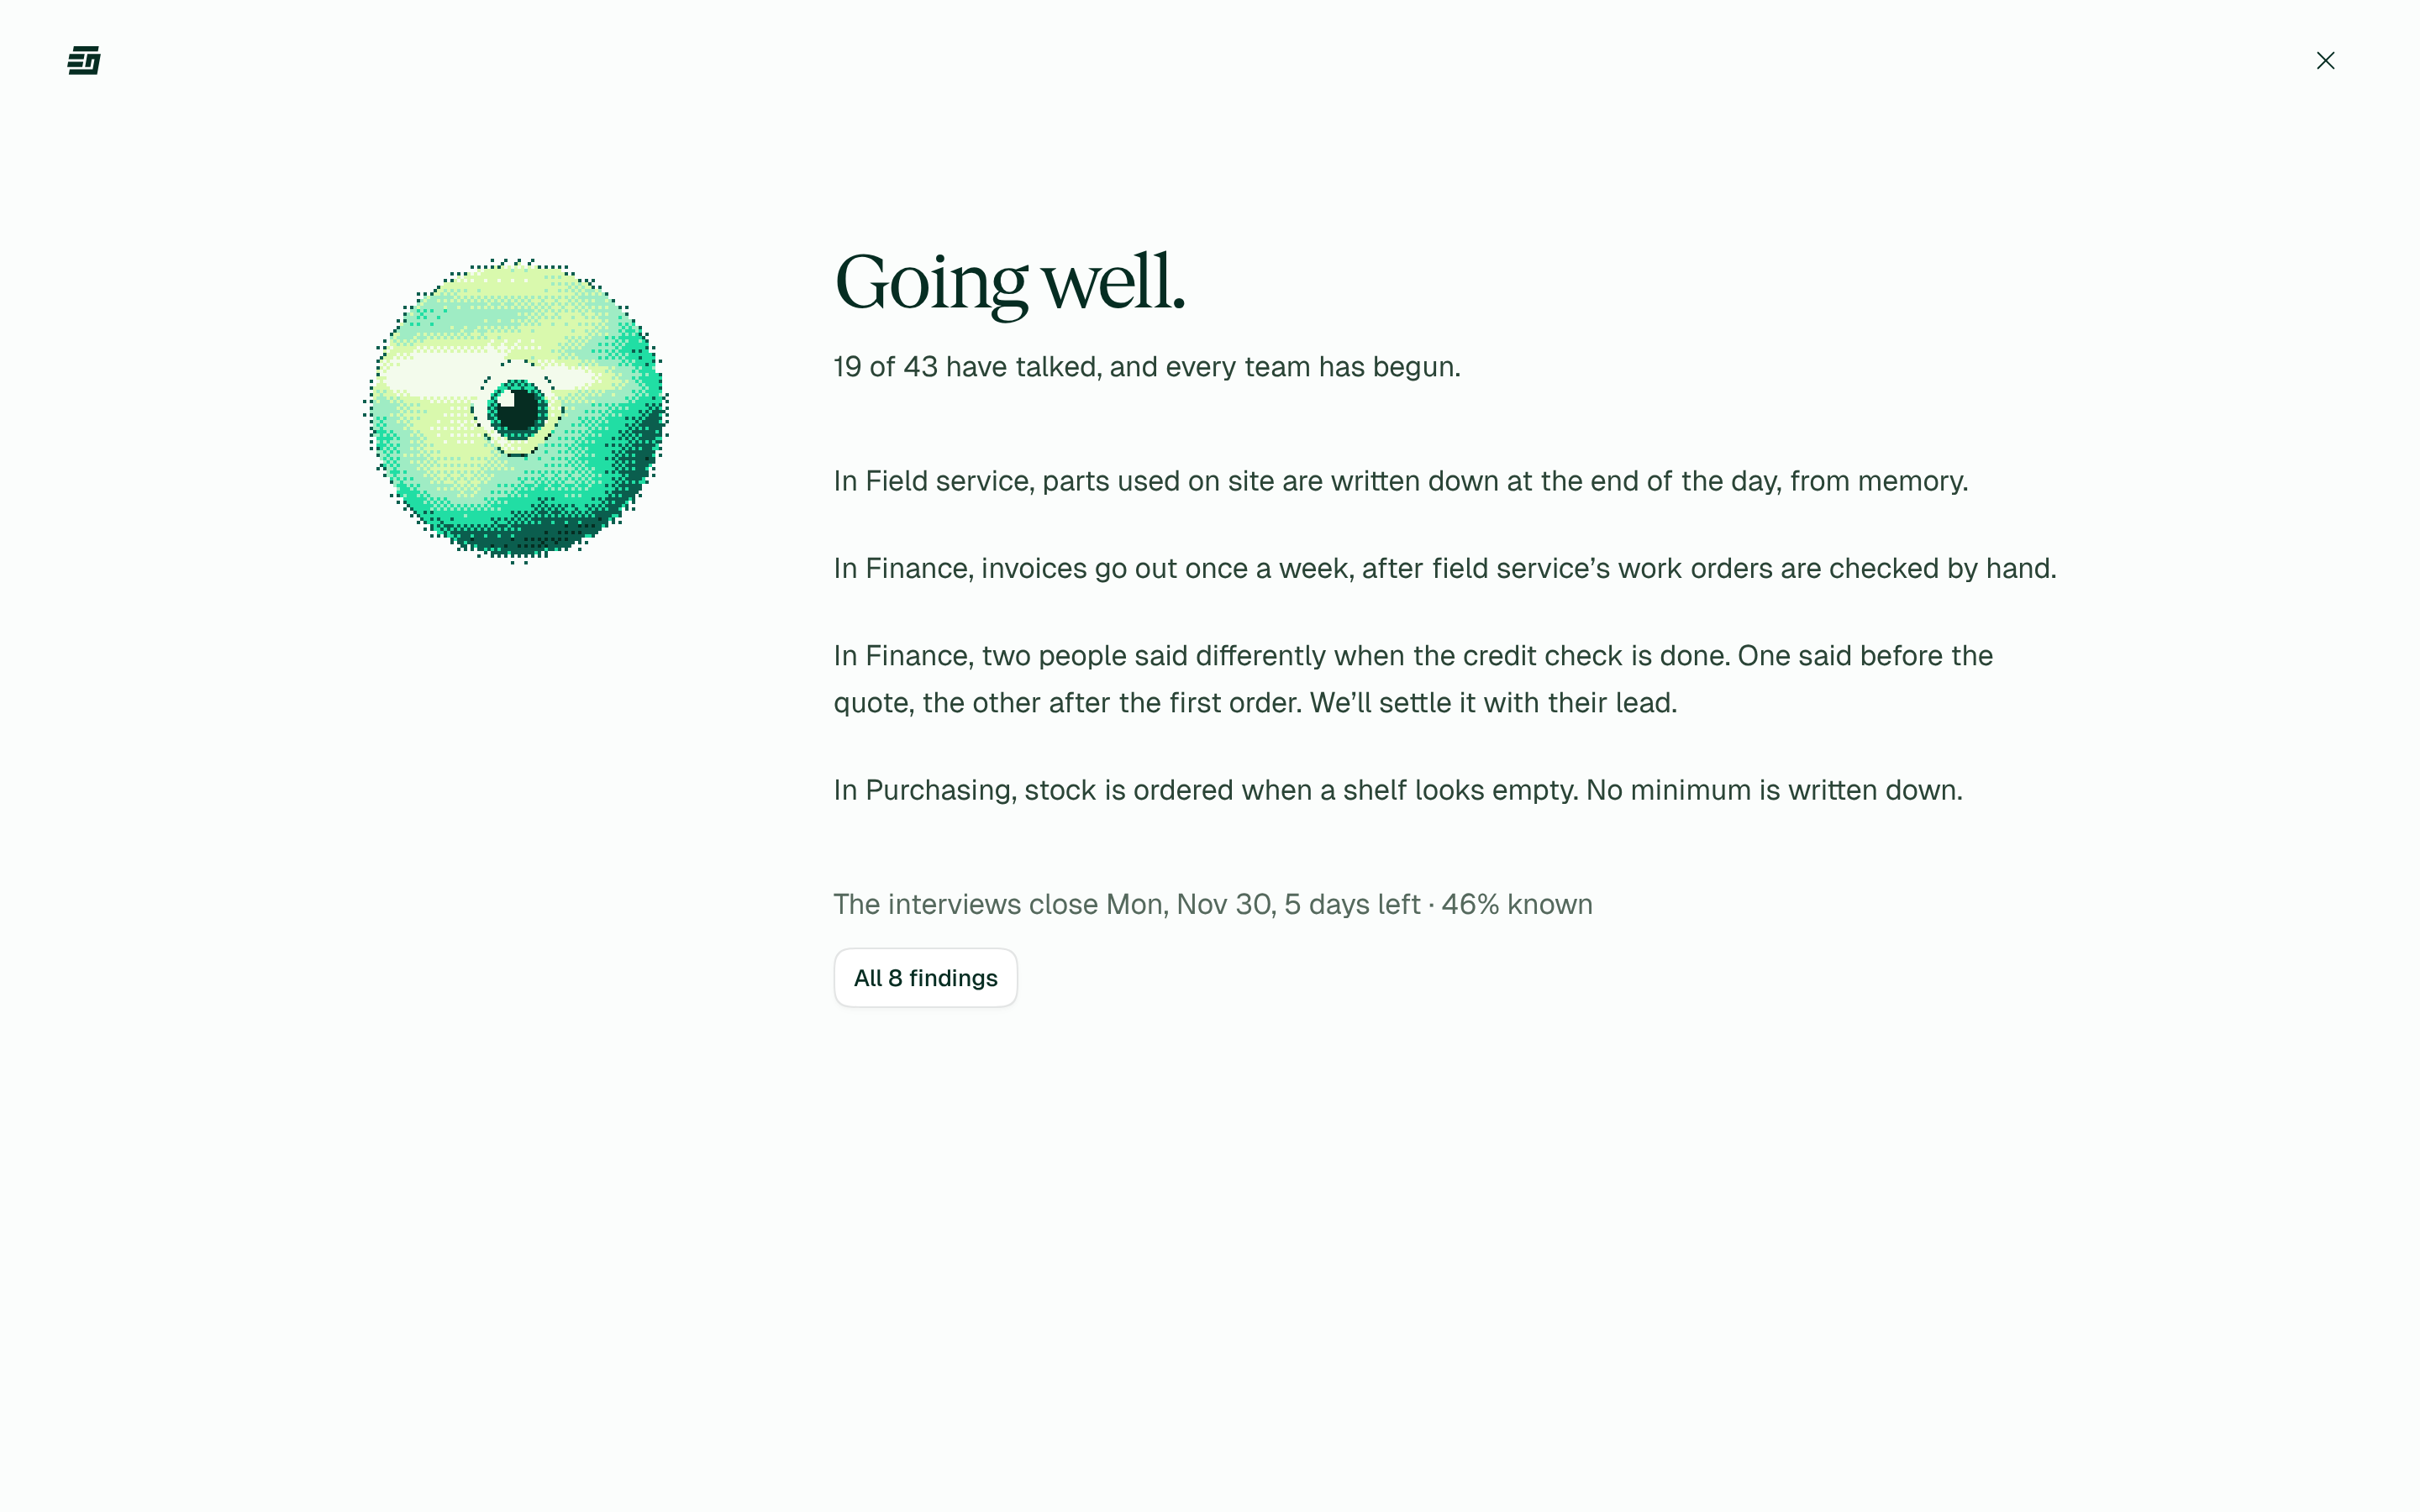 Going well.
19 of 43 have talked, and every team has begun.
In Field service, parts used on site are written down at the end of the day, from memory.
In Finance, invoices go out once a week, after field service’s work orders are checked by hand.
In Finance, two people said differently when the credit check is done. One said before the
quote, the other after the first order. We’ll settle it with their lead.
In Purchasing, stock is ordered when a shelf looks empty. No minimum is written down.
The interviews close Mon, Nov 30, 5 days left · 46% known
All 8 findings